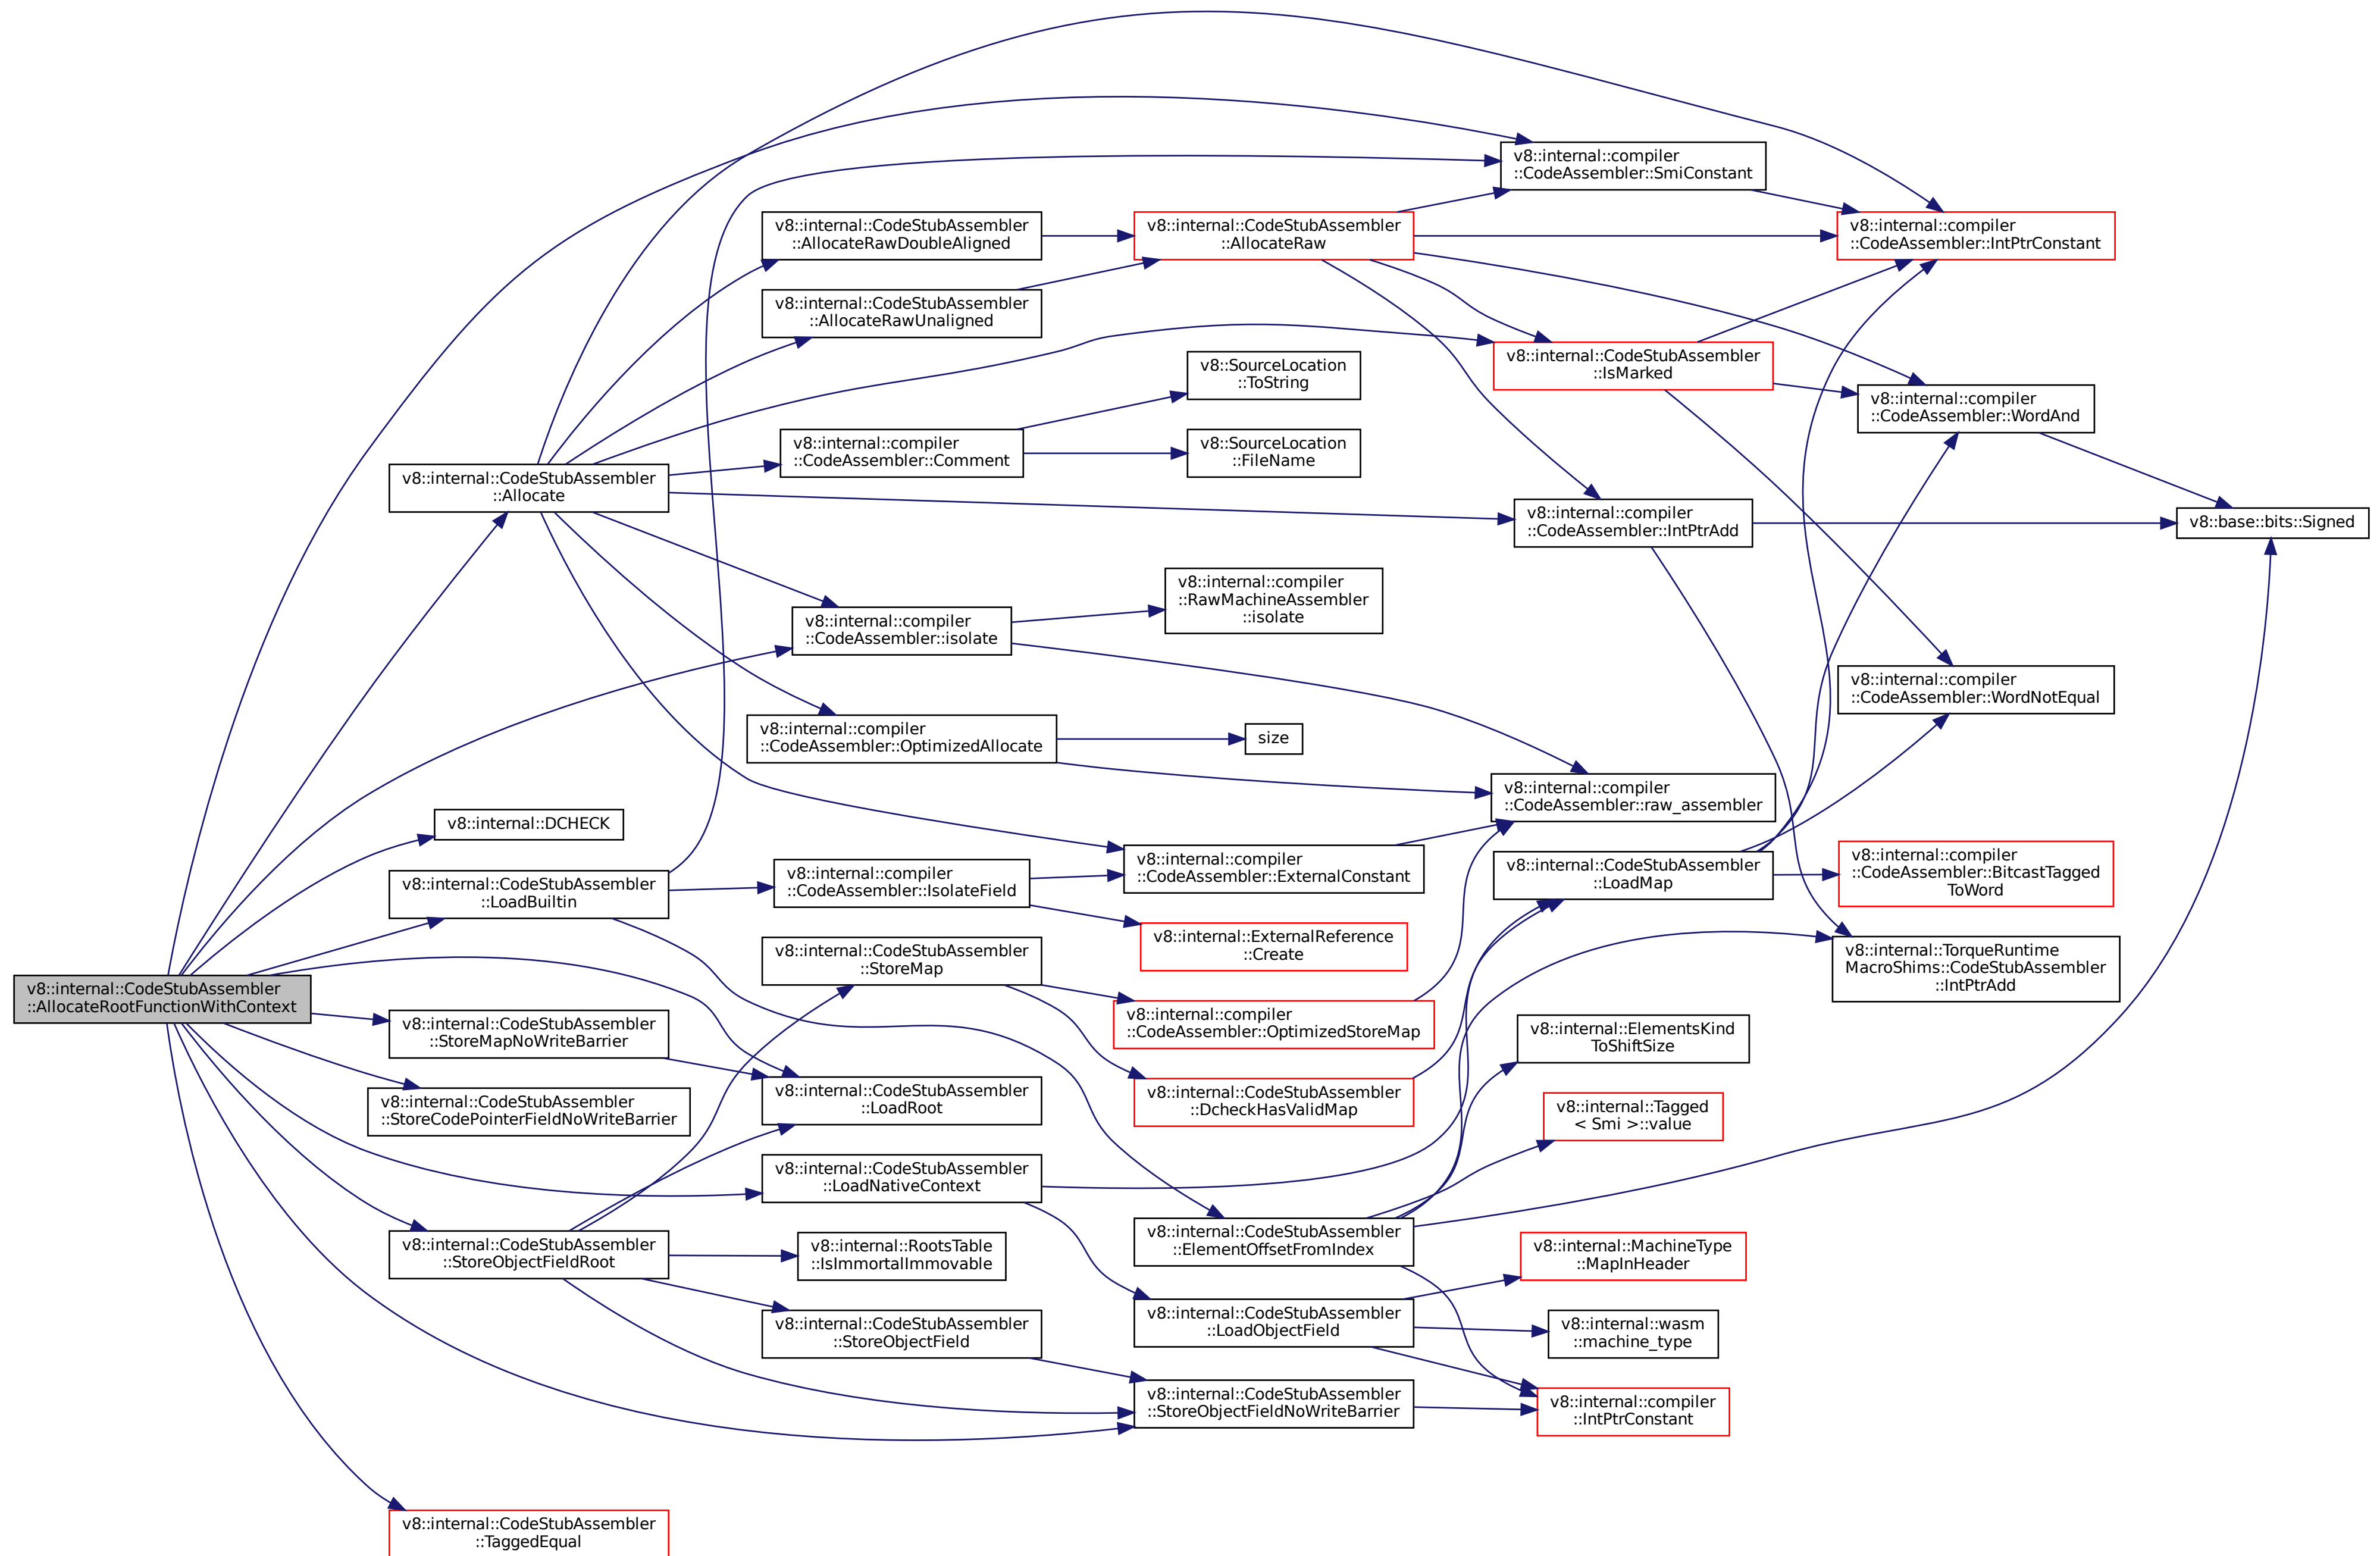 v8::internal::CodeStubAssembler
::AllocateRootFunctionWithContext
v8::internal::CodeStubAssembler
::Allocate
v8::internal::DCHECK
v8::internal::CodeStubAssembler
::LoadBuiltin
v8::internal::CodeStubAssembler
::StoreMapNoWriteBarrier
v8::internal::CodeStubAssembler
::StoreCodePointerFieldNoWriteBarrier
v8::internal::CodeStubAssembler
::StoreObjectFieldRoot
v8::internal::CodeStubAssembler
::TaggedEqual
v8::internal::CodeStubAssembler
::AllocateRawDoubleAligned
v8::internal::CodeStubAssembler
::AllocateRawUnaligned
v8::internal::compiler
::CodeAssembler::Comment
v8::internal::compiler
::CodeAssembler::isolate
v8::internal::compiler
::CodeAssembler::OptimizedAllocate
v8::internal::compiler
::CodeAssembler::IsolateField
v8::internal::CodeStubAssembler
::StoreMap
v8::internal::CodeStubAssembler
::LoadRoot
v8::internal::CodeStubAssembler
::LoadNativeContext
v8::internal::RootsTable
::IsImmortalImmovable
v8::internal::CodeStubAssembler
::StoreObjectField
v8::internal::CodeStubAssembler
::AllocateRaw
v8::SourceLocation
::ToString
v8::SourceLocation
::FileName
v8::internal::compiler
::RawMachineAssembler
::isolate
size
v8::internal::compiler
::CodeAssembler::ExternalConstant
v8::internal::ExternalReference
::Create
v8::internal::compiler
::CodeAssembler::OptimizedStoreMap
v8::internal::CodeStubAssembler
::DcheckHasValidMap
v8::internal::CodeStubAssembler
::ElementOffsetFromIndex
v8::internal::CodeStubAssembler
::LoadObjectField
v8::internal::CodeStubAssembler
::StoreObjectFieldNoWriteBarrier
v8::internal::compiler
::CodeAssembler::SmiConstant
v8::internal::CodeStubAssembler
::IsMarked
v8::internal::compiler
::CodeAssembler::IntPtrAdd
v8::internal::compiler
::CodeAssembler::raw_assembler
v8::internal::CodeStubAssembler
::LoadMap
v8::internal::ElementsKind
ToShiftSize
v8::internal::Tagged
< Smi >::value
v8::internal::MachineType
::MapInHeader
v8::internal::wasm
::machine_type
v8::internal::compiler
::IntPtrConstant
v8::internal::compiler
::CodeAssembler::IntPtrConstant
v8::internal::compiler
::CodeAssembler::WordAnd
v8::internal::compiler
::CodeAssembler::WordNotEqual
v8::internal::compiler
::CodeAssembler::BitcastTagged
ToWord
v8::internal::TorqueRuntime
MacroShims::CodeStubAssembler
::IntPtrAdd
v8::base::bits::Signed